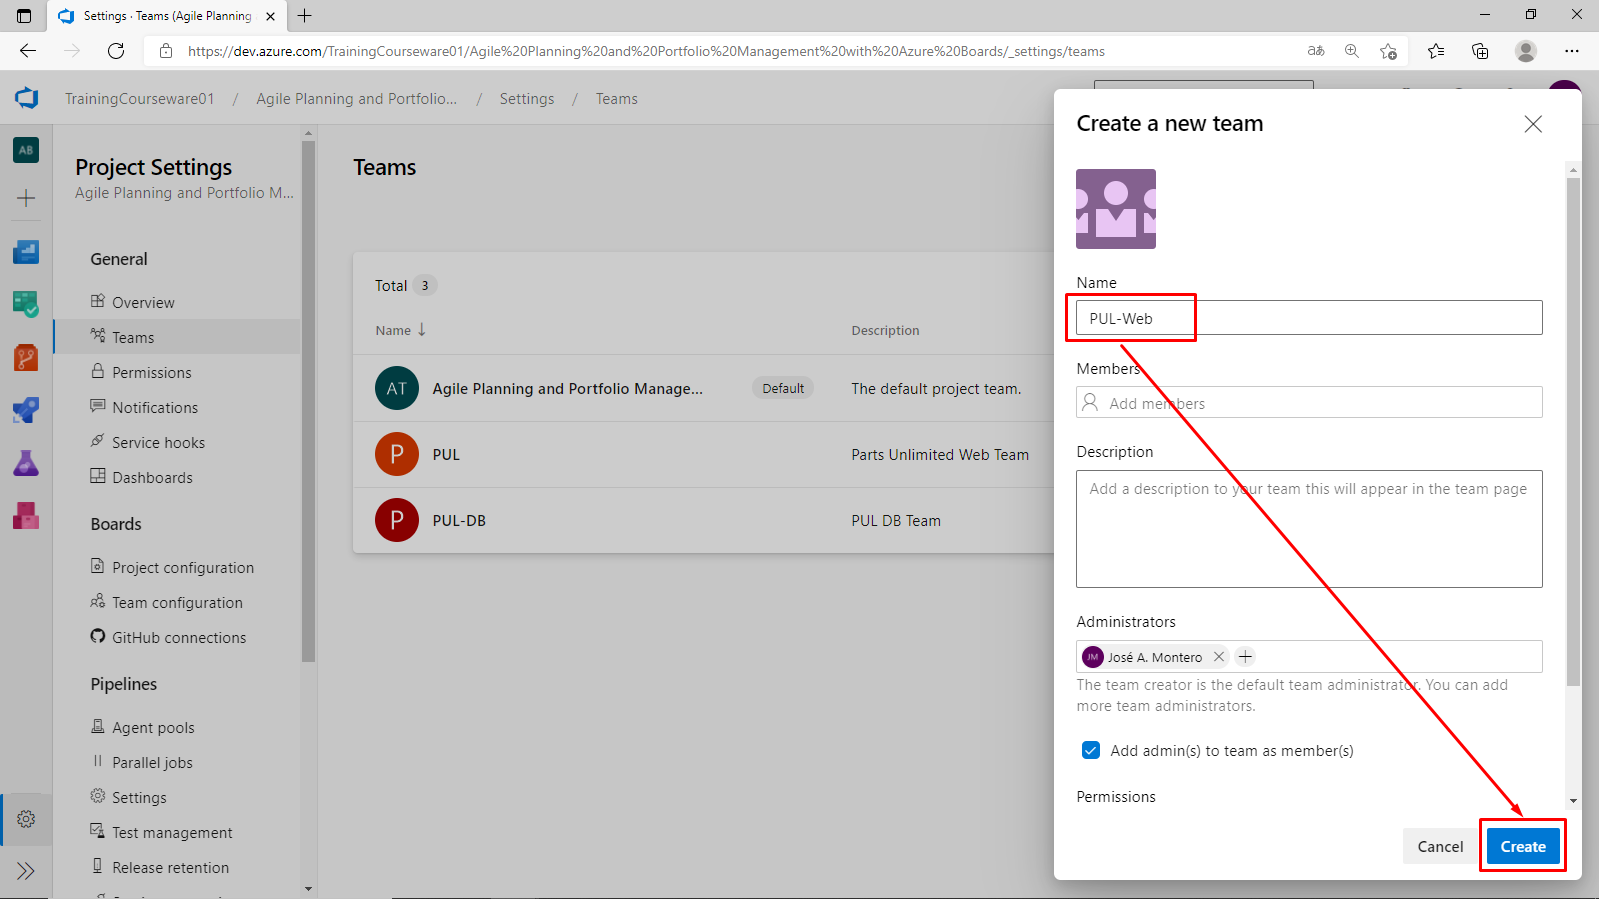 Settings · Teams (Agile Planning
https://dev.azure.com/TrainingCourseware01/Agile%20Planning%20and%20Portfolio%20Management%20with%20Azure%20Boards/_settings/teams
aあ
TrainingCourseware01 / Agile Planning and Portfolio... / Settings / Teams
AB
Project Settings
Agile Planning and Portfolio M...
General
Overview
Teams
Permissions
Notifications
Service hooks
Dashboards
Boards
Project configuration
Team configuration
GitHub connections
Pipelines
Agent pools
Parallel jobs
Settings
Test management
Release retention
Teams
Total 3
Name ↓ Description
AT Agile Planning and Portfolio Manage... Default The default project team.
P PUL Parts Unlimited Web Team
P PUL-DB PUL DB Team
Create a new team
Name
PUL-Web
Members
Add members
Description
Add a description to your team this will appear in the team page
Administrators
JM José A. Montero
The team creator is the default team administrator. You can add
more team administrators.
Add admin(s) to team as member(s)
Permissions
Cancel Create